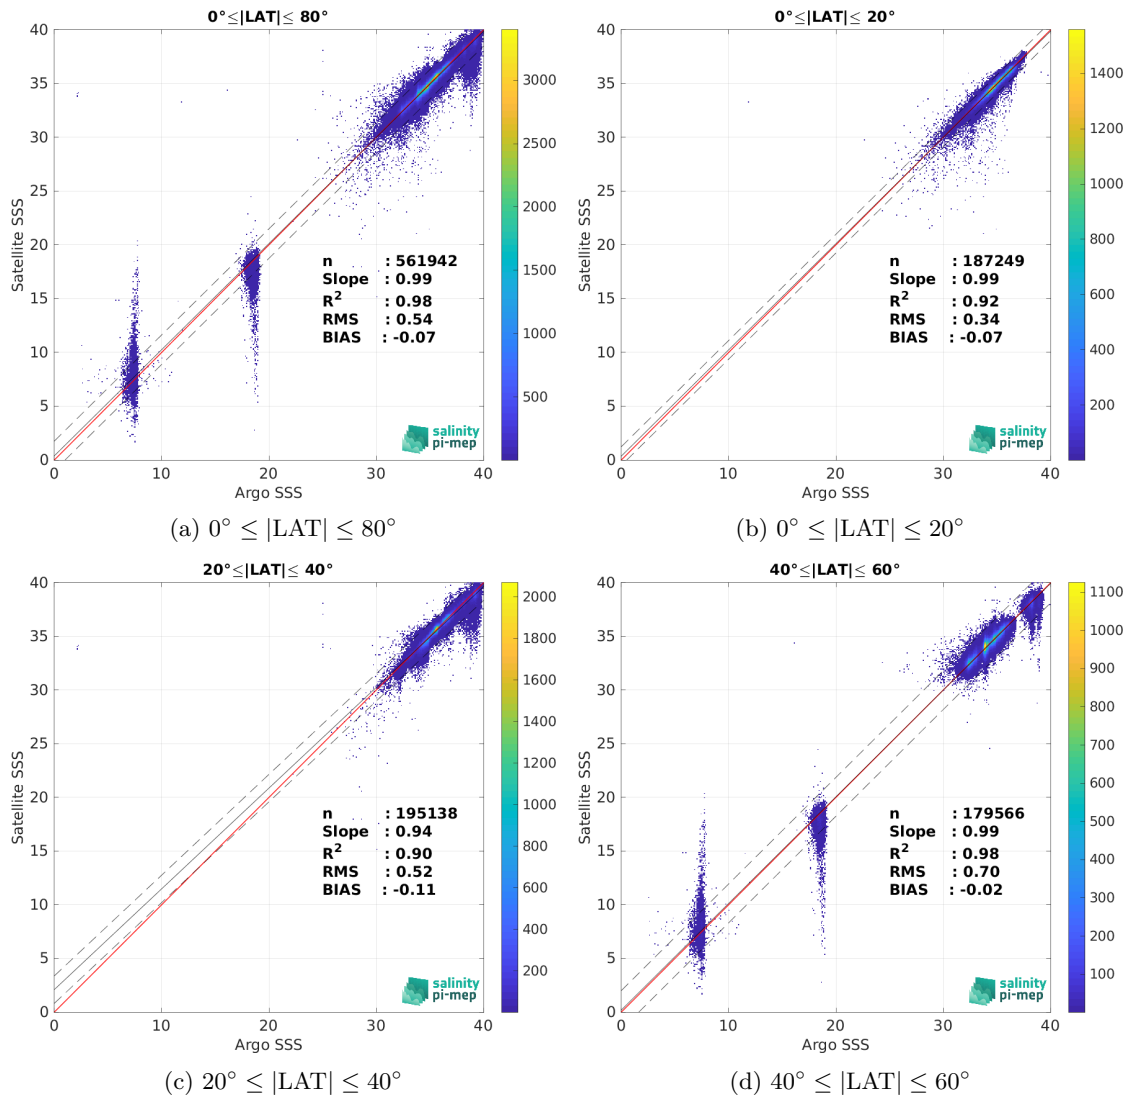 0°≤|LAT|≤ 80°
40
35
30
25
20
15
10
5
0
Satellite SSS
0
10
20
30
40
Argo SSS
n : 561942
Slope : 0.99
R² : 0.98
RMS : 0.54
BIAS : -0.07
salinity
pi-mep
3000
2500
2000
1500
1000
500
(a) 0° ≤ |LAT| ≤ 80°
0°≤|LAT|≤ 20°
40
35
30
25
20
15
10
5
0
Satellite SSS
0
10
20
30
40
Argo SSS
n : 187249
Slope : 0.99
R² : 0.92
RMS : 0.34
BIAS : -0.07
salinity
pi-mep
1400
1200
1000
800
600
400
200
(b) 0° ≤ |LAT| ≤ 20°
20°≤|LAT|≤ 40°
40
35
30
25
20
15
10
5
0
Satellite SSS
0
10
20
30
40
Argo SSS
n : 195138
Slope : 0.94
R² : 0.90
RMS : 0.52
BIAS : -0.11
salinity
pi-mep
2000
1800
1600
1400
1200
1000
800
600
400
200
(c) 20° ≤ |LAT| ≤ 40°
40°≤|LAT|≤ 60°
40
35
30
25
20
15
10
5
0
Satellite SSS
0
10
20
30
40
Argo SSS
n : 179566
Slope : 0.99
R² : 0.98
RMS : 0.70
BIAS : -0.02
salinity
pi-mep
1100
1000
900
800
700
600
500
400
300
200
100
(d) 40° ≤ |LAT| ≤ 60°